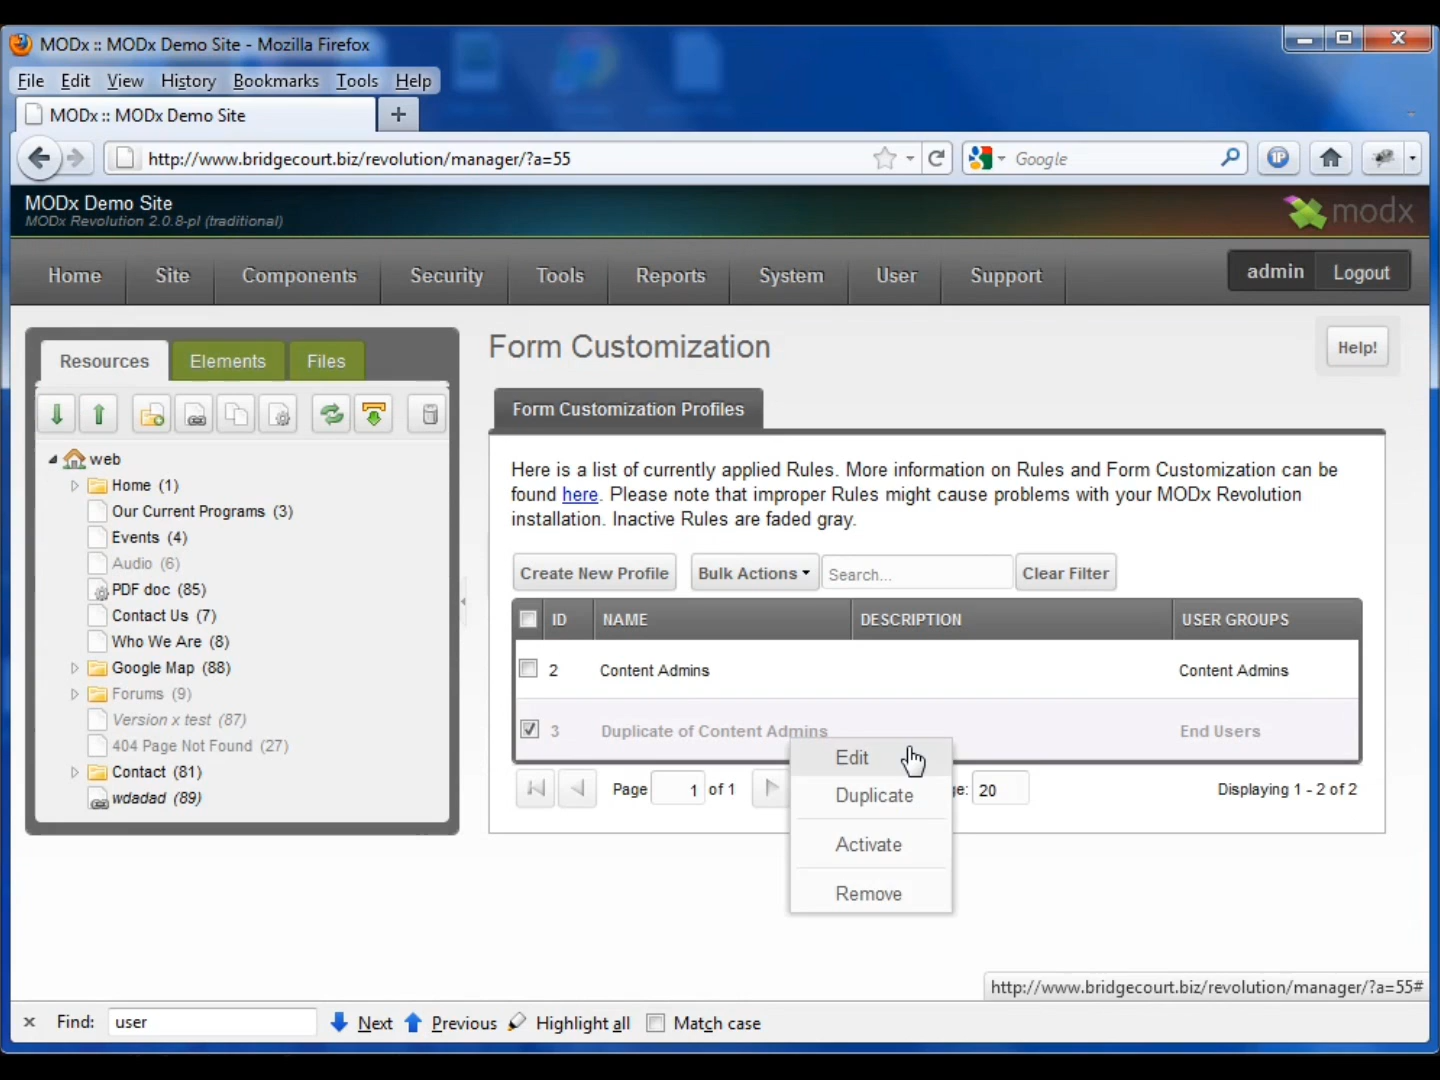 MODx :: MODx Demo Site - Mozilla Firefox
File Edit View History Bookmarks Tools Help
MODx :: MODx Demo Site
http://www.bridgecourt.biz/revolution/manager/?a=55
Google
MODx Demo Site
MODx Revolution 2.0.8-pl (traditional)
modx
Home Site Components Security Tools Reports System User Support
admin Logout
Resources Elements Files
web
Home (1)
Our Current Programs (3)
Events (4)
Audio (6)
PDF doc (85)
Contact Us (7)
Who We Are (8)
Google Map (88)
Forums (9)
Version x test (87)
404 Page Not Found (27)
Contact (81)
wdadad (89)
Form Customization
Help!
Form Customization Profiles
Here is a list of currently applied Rules. More information on Rules and Form Customization can be
found here. Please note that improper Rules might cause problems with your MODx Revolution
installation. Inactive Rules are faded gray.
Create New Profile Bulk Actions Search... Clear Filter
ID NAME DESCRIPTION USER GROUPS
2 Content Admins Content Admins
3 Duplicate of Content Admins End Users
Page 1 of 1 ge: 20 Displaying 1 - 2 of 2
Edit
Duplicate
Activate
Remove
http://www.bridgecourt.biz/revolution/manager/?a=55#
Find: user Next Previous Highlight all Match case